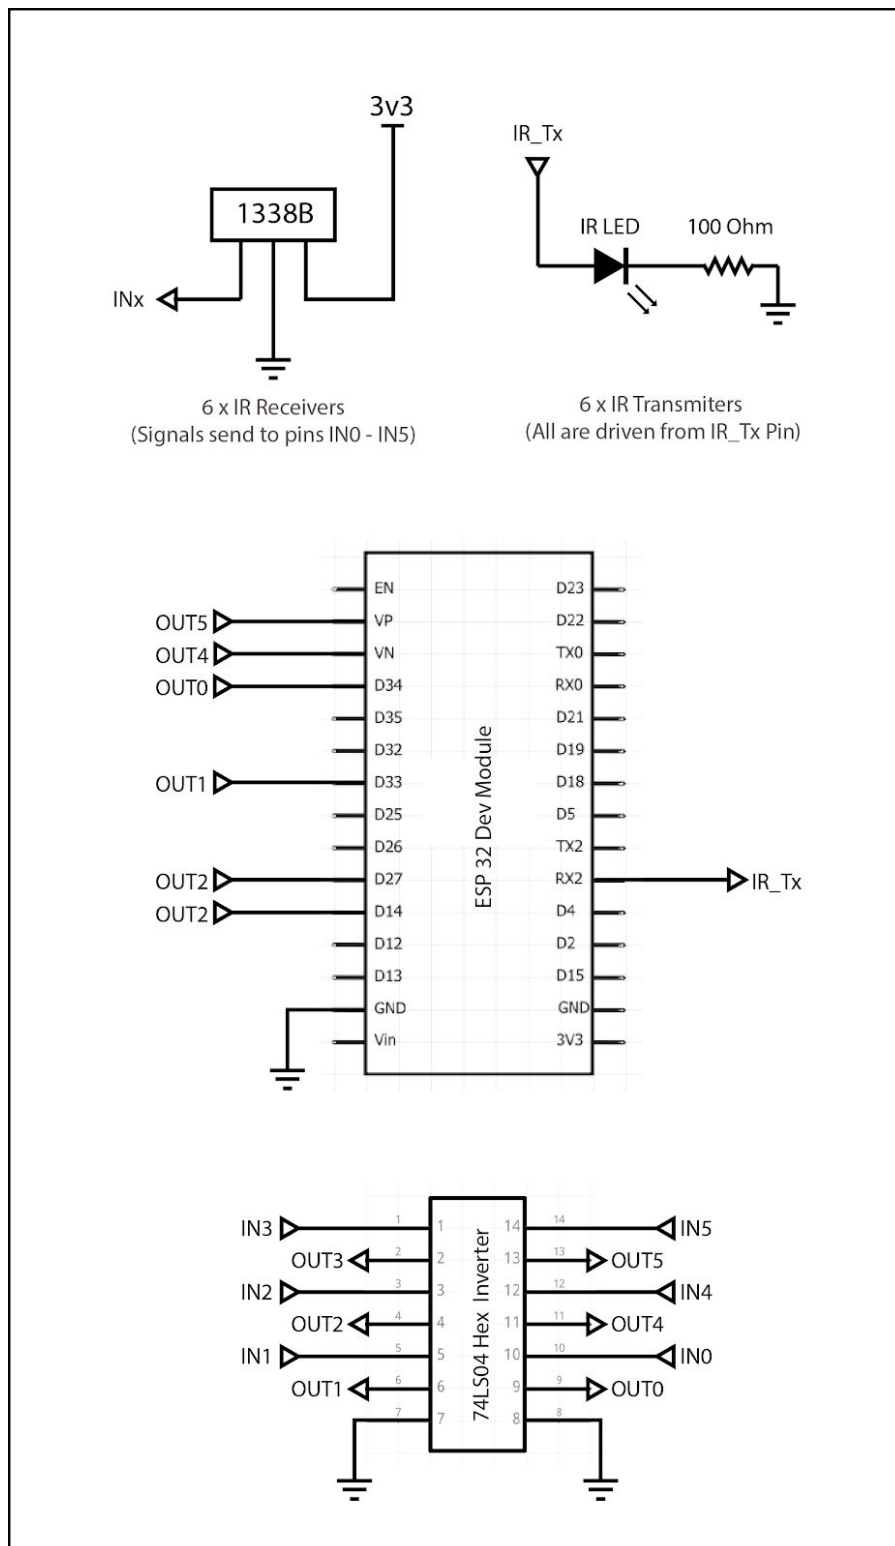 3v3
1338B
INx
6 x IR Receivers
(Signals send to pins IN0 - IN5)
IR_Tx
IR LED
100 Ohm
6 x IR Transmiters
(All are driven from IR_Tx Pin)
OUT5
OUT4
OUT0
OUT1
OUT2
OUT2
EN
VP
VN
D34
D35
D32
D33
D25
D26
D27
D14
D12
D13
GND
Vin
ESP 32 Dev Module
D23
D22
TX0
RX0
D21
D19
D18
D5
TX2
RX2
D4
D2
D15
GND
3V3
IR_Tx
IN3 1 1
OUT3 2 2
IN2 3 3
OUT2 4 4
IN1 5 5
OUT1 6 6
7 7
74LS04 Hex Inverter
14 14 IN5
13 13 OUT5
12 12 IN4
11 11 OUT4
10 10 IN0
9 9 OUT0
8 8